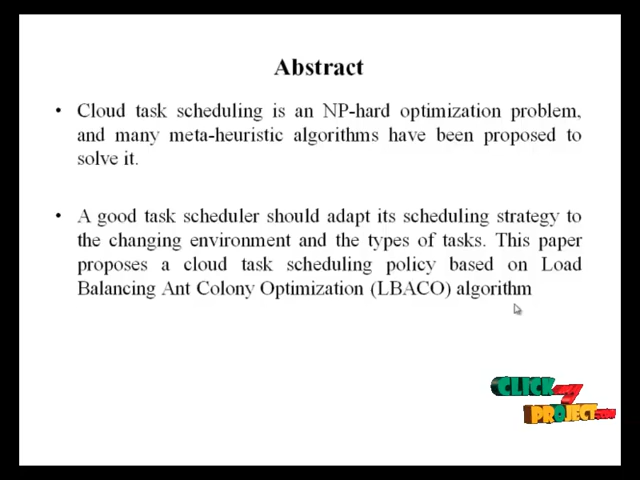 Abstract
• Cloud task scheduling is an NP-hard optimization problem,
and many meta-heuristic algorithms have been proposed to
solve it.
• A good task scheduler should adapt its scheduling strategy to
the changing environment and the types of tasks. This paper
proposes a cloud task scheduling policy based on Load
Balancing Ant Colony Optimization (LBACO) algorithm
CLICK
PROJECT